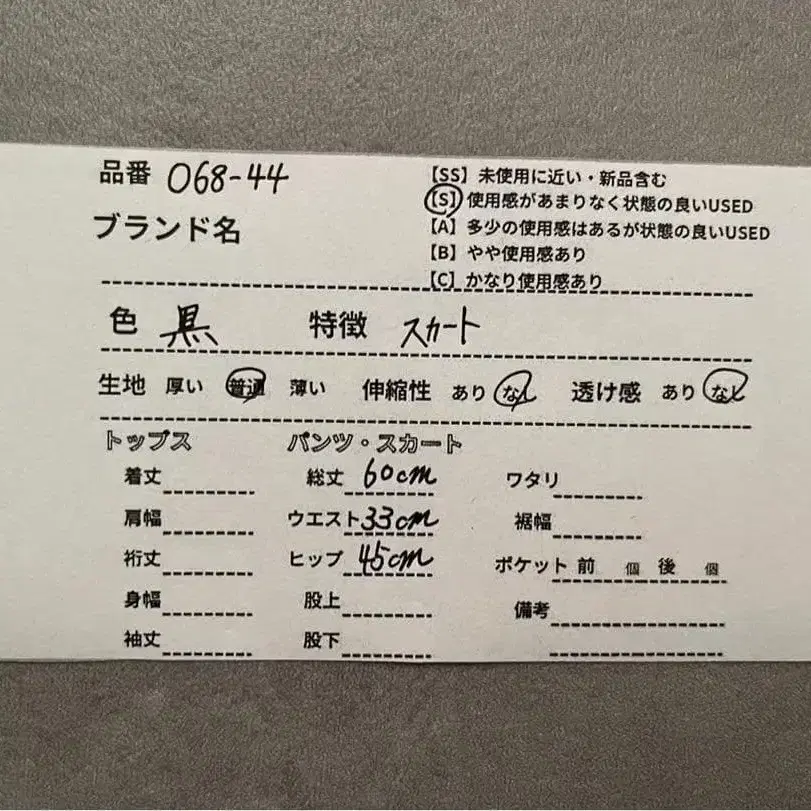 品番 068-44
ブランド名
【SS】未使用に近い・新品含む
【S】使用感があまりなく状態の良いUSED
【A】多少の使用感はあるが状態の良いUSED
【B】やや使用感あり
【C】かなり使用感あり
色 黒 特徴 スカート
生地 厚い 普通 薄い 伸縮性 あり なし 透け感 あり なし
トップス
着丈
肩幅
裄丈
身幅
袖丈
パンツ・スカート
総丈 60cm
ウエスト 33cm
ヒップ 45cm
股上
股下
ワタリ
裾幅
ポケット 前 個 後 個
備考